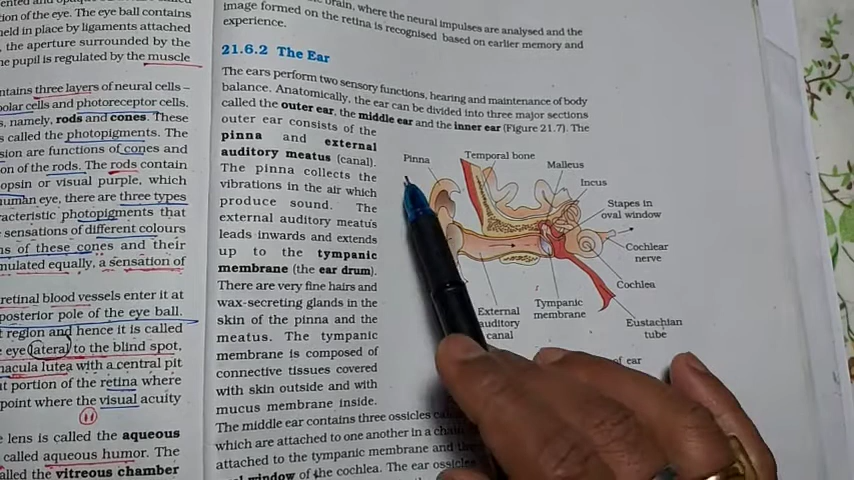 tion of the eye. The eye ball contains
held in place by ligaments attached
, the aperture surrounded by the
he pupil is regulated by the muscle
ntains three layers of neural cells –
polar cells and photoreceptor cells.
s, namely, rods and cones. These
s called the photopigments. The
sion are functions of cones and
tion of the rods. The rods contain
opsin or visual purple, which
uman eye, there are three types
racteristic photopigments that
e sensations of different colours
ns of these cones and their
mulated equally, a sensation of
retinal blood vessels enter it at
posterior pole of the eye ball.
t region and hence it is called
e eye lateral to the blind spot,
macula lutea with a central pit
t portion of the retina where
point where the visual acuity
e lens is called the aqueous
called aqueous humor. The
alled the vitreous chamber
brain, where the neural impulses are analysed and the
image formed on the retina is recognised based on earlier memory and
experience.
21.6.2 The Ear
The ears perform two sensory functions, hearing and maintenance of body
balance. Anatomically, the ear can be divided into three major sections
called the outer ear, the middle ear and the inner ear (Figure 21.7). The
outer ear consists of the
pinna and external
auditory meatus (canal).
The pinna collects the
vibrations in the air which
produce sound. The
external auditory meatus
leads inwards and extends
up to the tympanic
membrane (the ear drum).
There are very fine hairs and
wax-secreting glands in the
skin of the pinna and the
meatus. The tympanic
membrane is composed of
connective tissues covered
with skin outside and with
mucus membrane inside.
The middle ear contains three ossicles
which are attached to one another in a chain
attached to the tympanic membrane and the
window of the cochlea. The ear ossicles
Pinna
Temporal bone
Malleus
Incus
Stapes in
oval window
Cochlear
nerve
Cochlea
Eustachian
tube
Tympanic
membrane
External
auditory
canal
of ear